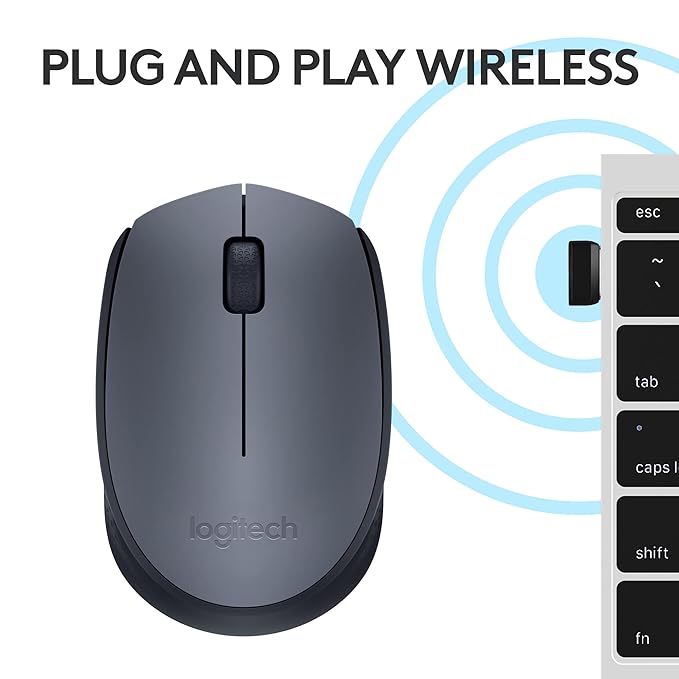 PLUG AND PLAY WIRELESS
esc
~
`
tab
caps l
shift
fn
logitech